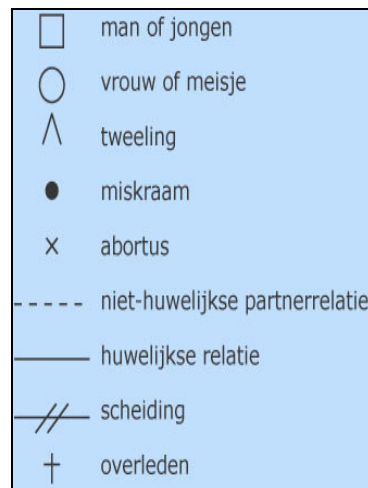 man of jongen
vrouw of meisje
tweeling
miskraam
abortus
niet-huwelijkse partnerrelatie
huwelijkse relatie
scheiding
overleden